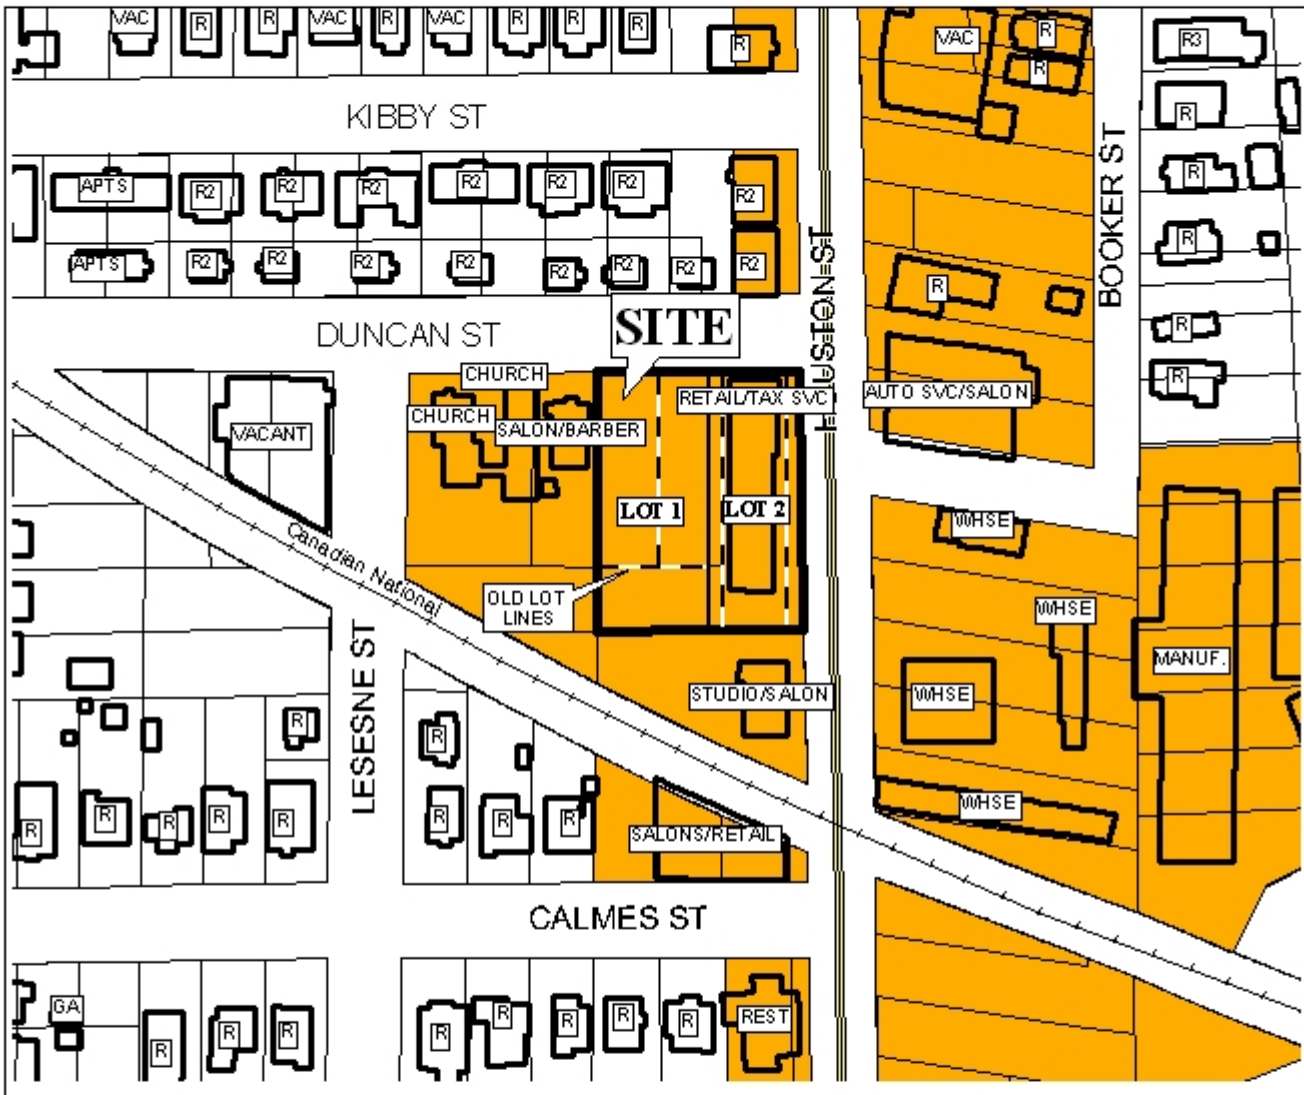 VAC
R
R
VAC
R
VAC
R
R
R
R
VAC
R
R
R3
R
KIBBY ST
BOOKER ST
APTS
R2
R2
R2
R2
R2
R2
R2
R
APTS
R2
R2
R2
R2
R2
R2
R2
R2
HOUSTON ST
R
R
R
DUNCAN ST
SITE
CHURCH
CHURCH
SALON/BARBER
RETAIL/TAX SVC
AUTO SVC/SALON
R
VACANT
LOT 1
LOT 2
WHSE
Canadian National
OLD LOT
LINES
WHSE
LESESNE ST
MANUF.
STUDIO/SALON
WHSE
R
R
WHSE
R
R
R
R
R
R
R
R
SALONS/RETAIL
CALMES ST
GA
R
R
R
R
R
R
R
R
REST